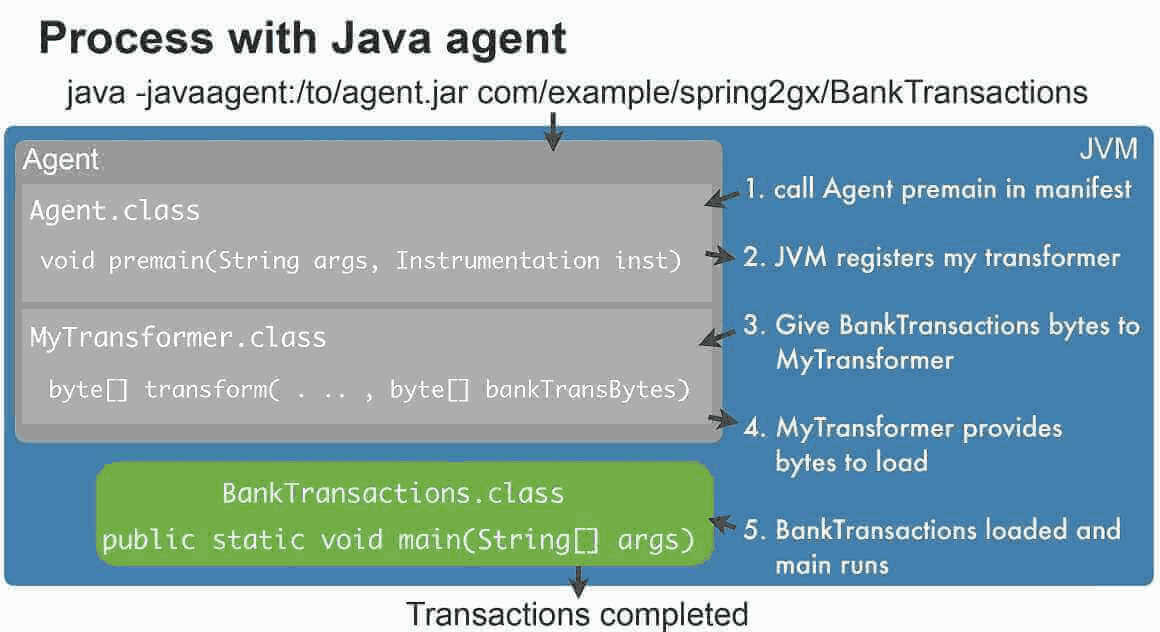 Process with Java agent
java -javaagent:/to/agent.jar com/example/spring2gx/BankTransactions
JVM
Agent
Agent.class
void premain(String args, Instrumentation inst)
MyTransformer.class
byte[] transform( . .. , byte[] bankTransBytes)
1. call Agent premain in manifest
2. JVM registers my transformer
3. Give BankTransactions bytes to
MyTransformer
4. MyTransformer provides
bytes to load
5. BankTransactions loaded and
main runs
BankTransactions.class
public static void main(String[] args)
Transactions completed